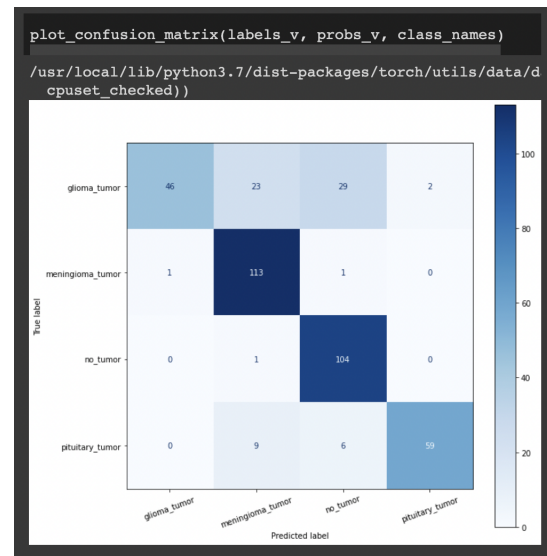 plot_confusion_matrix(labels_v, probs_v, class_names)
/usr/local/lib/python3.7/dist-packages/torch/utils/data/d
cpuset_checked))
glioma_tumor 46 23 29 2
meningioma_tumor 1 113 1 0
no_tumor 0 1 104 0
pituitary_tumor 0 9 6 59
True label
glioma_tumor meningioma_tumor no_tumor pituitary_tumor
Predicted label
100
80
60
40
20
0